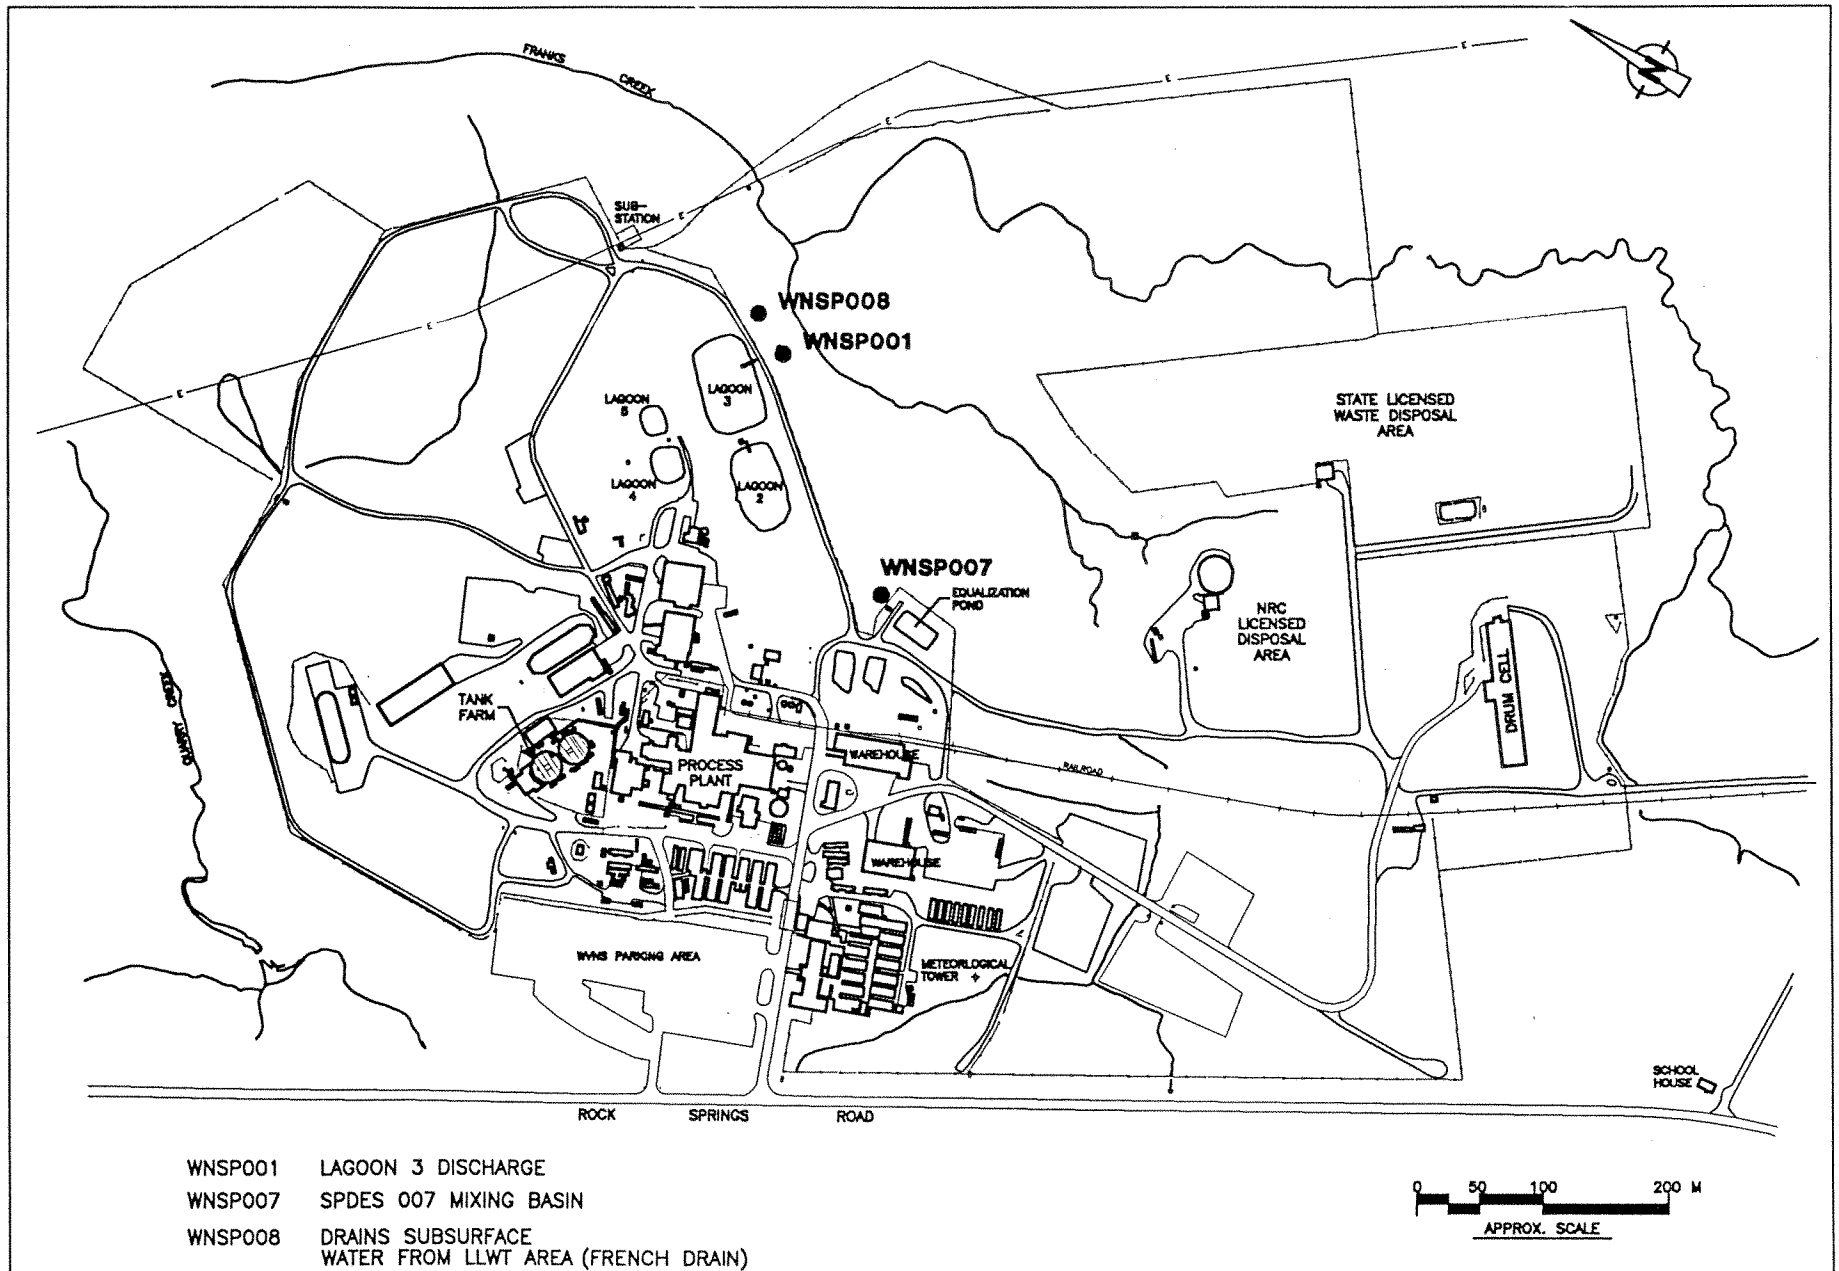 FRANKS
CREEK
N
E
E
E
E
E
E
SUB-
STATION
WNSP008
WNSP001
LAGOON
3
LAGOON
5
LAGOON
4
LAGOON
2
STATE LICENSED
WASTE DISPOSAL
AREA
WNSP007
EQUALIZATION
POND
NRC
LICENSED
DISPOSAL
AREA
DRUM CELL
QUARRY CREEK
TANK
FARM
PROCESS
PLANT
WAREHOUSE
RAILROAD
WAREHOUSE
WVNS PARKING AREA
METEORLOGICAL
TOWER
SCHOOL
HOUSE
ROCK SPRINGS ROAD
WNSP001 LAGOON 3 DISCHARGE
WNSP007 SPDES 007 MIXING BASIN
WNSP008 DRAINS SUBSURFACE
WATER FROM LLWT AREA (FRENCH DRAIN)
0 50 100 200 M
APPROX. SCALE